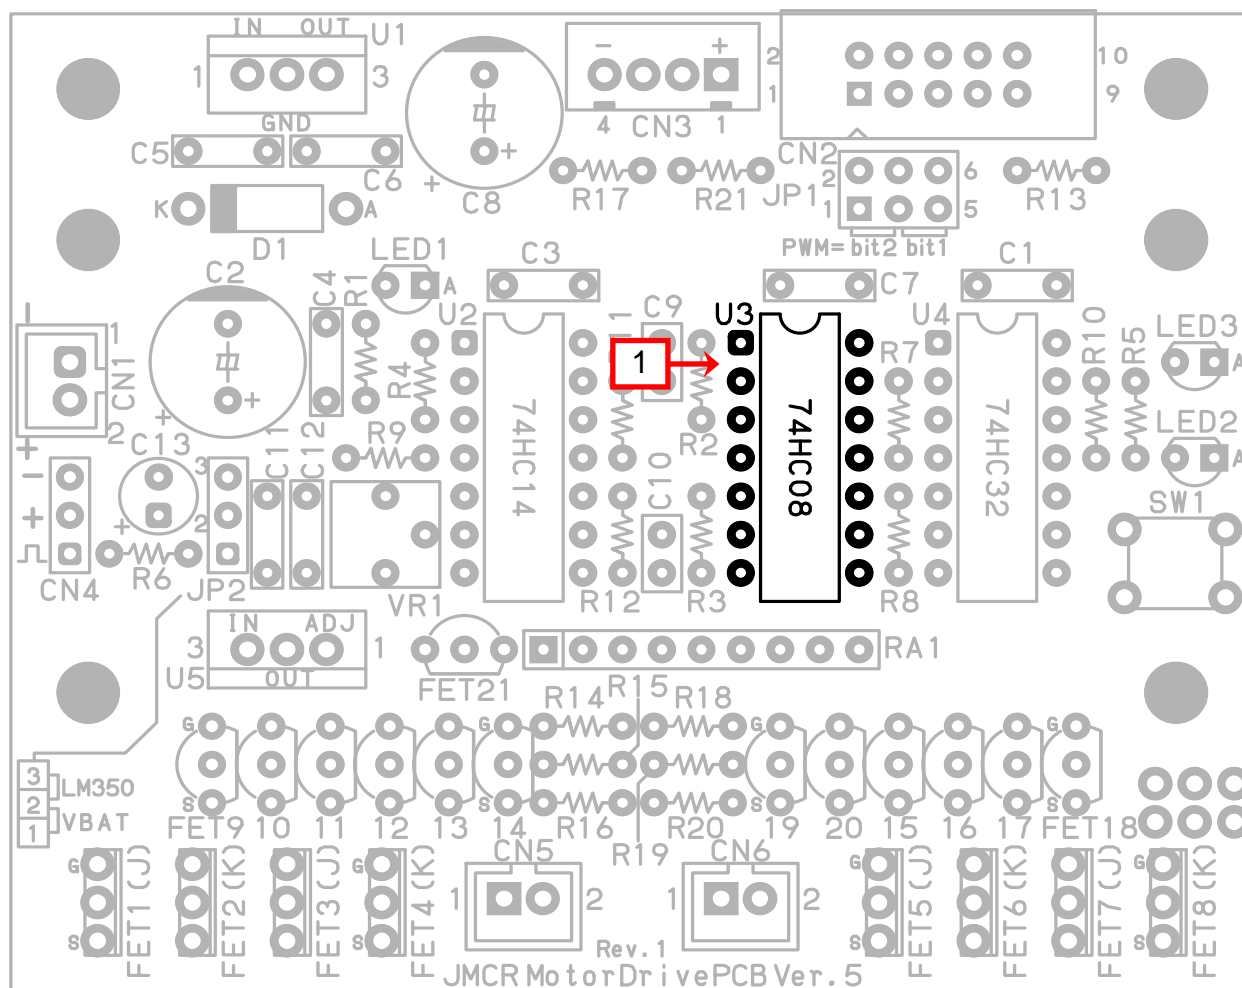 IN OUT
U1
1 3
GND
C5
C6
K A
D1
C8
+
+
- +
4 CN3 1
2 10
1 9
CN2
R17
R21
JP1
2 6
1 5
R13
PWM=bit2 bit1
LED1
A
C2
+
+
C4
R1
C3
C9
C7
C1
U2
U3
U4
1
R4
R2
R7
R10
R5
LED3
A
LED2
A
-
1
CN1
2
+
C13
+
-
+
CN4
R6
3
2
JP2
C11
C12
R9
VR1
74HC14
74HC08
74HC32
C10
R12
R3
R8
SW1
3 IN ADJ 1
U5 OUT
FET21
RA1
R14
R15
R18
G G G G
S S S S
R16
R19
R20
3
2
1
LM350
VBAT
FET9 10 11 12 13 14
19 20 15 16 17 FET18
CN5
1 2
CN6
1 2
G G G G
S S S S
FET1(J)
FET2(K)
FET3(J)
FET4(K)
FET5(J)
FET6(K)
FET7(J)
FET8(K)
Rev.1
JMCR MotorDrivePCB Ver.5